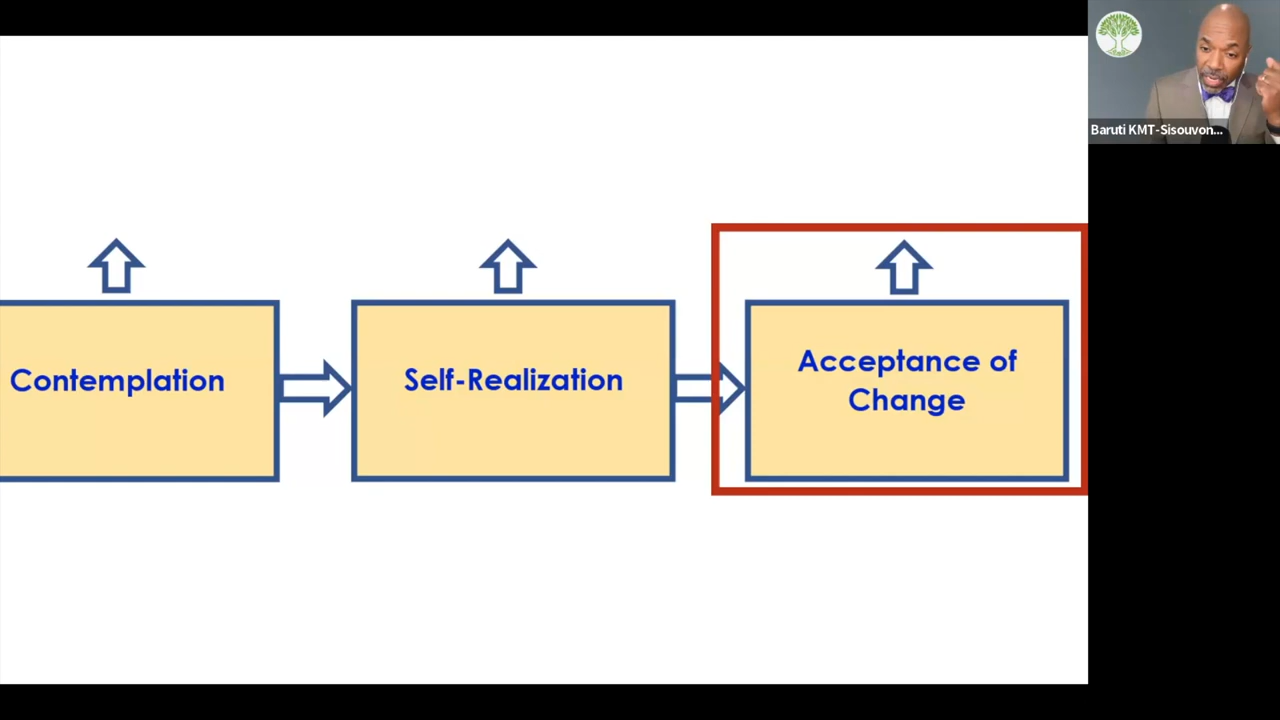 Baruti KMT-Sisouvon...
Contemplation
Self-Realization
Acceptance of
Change